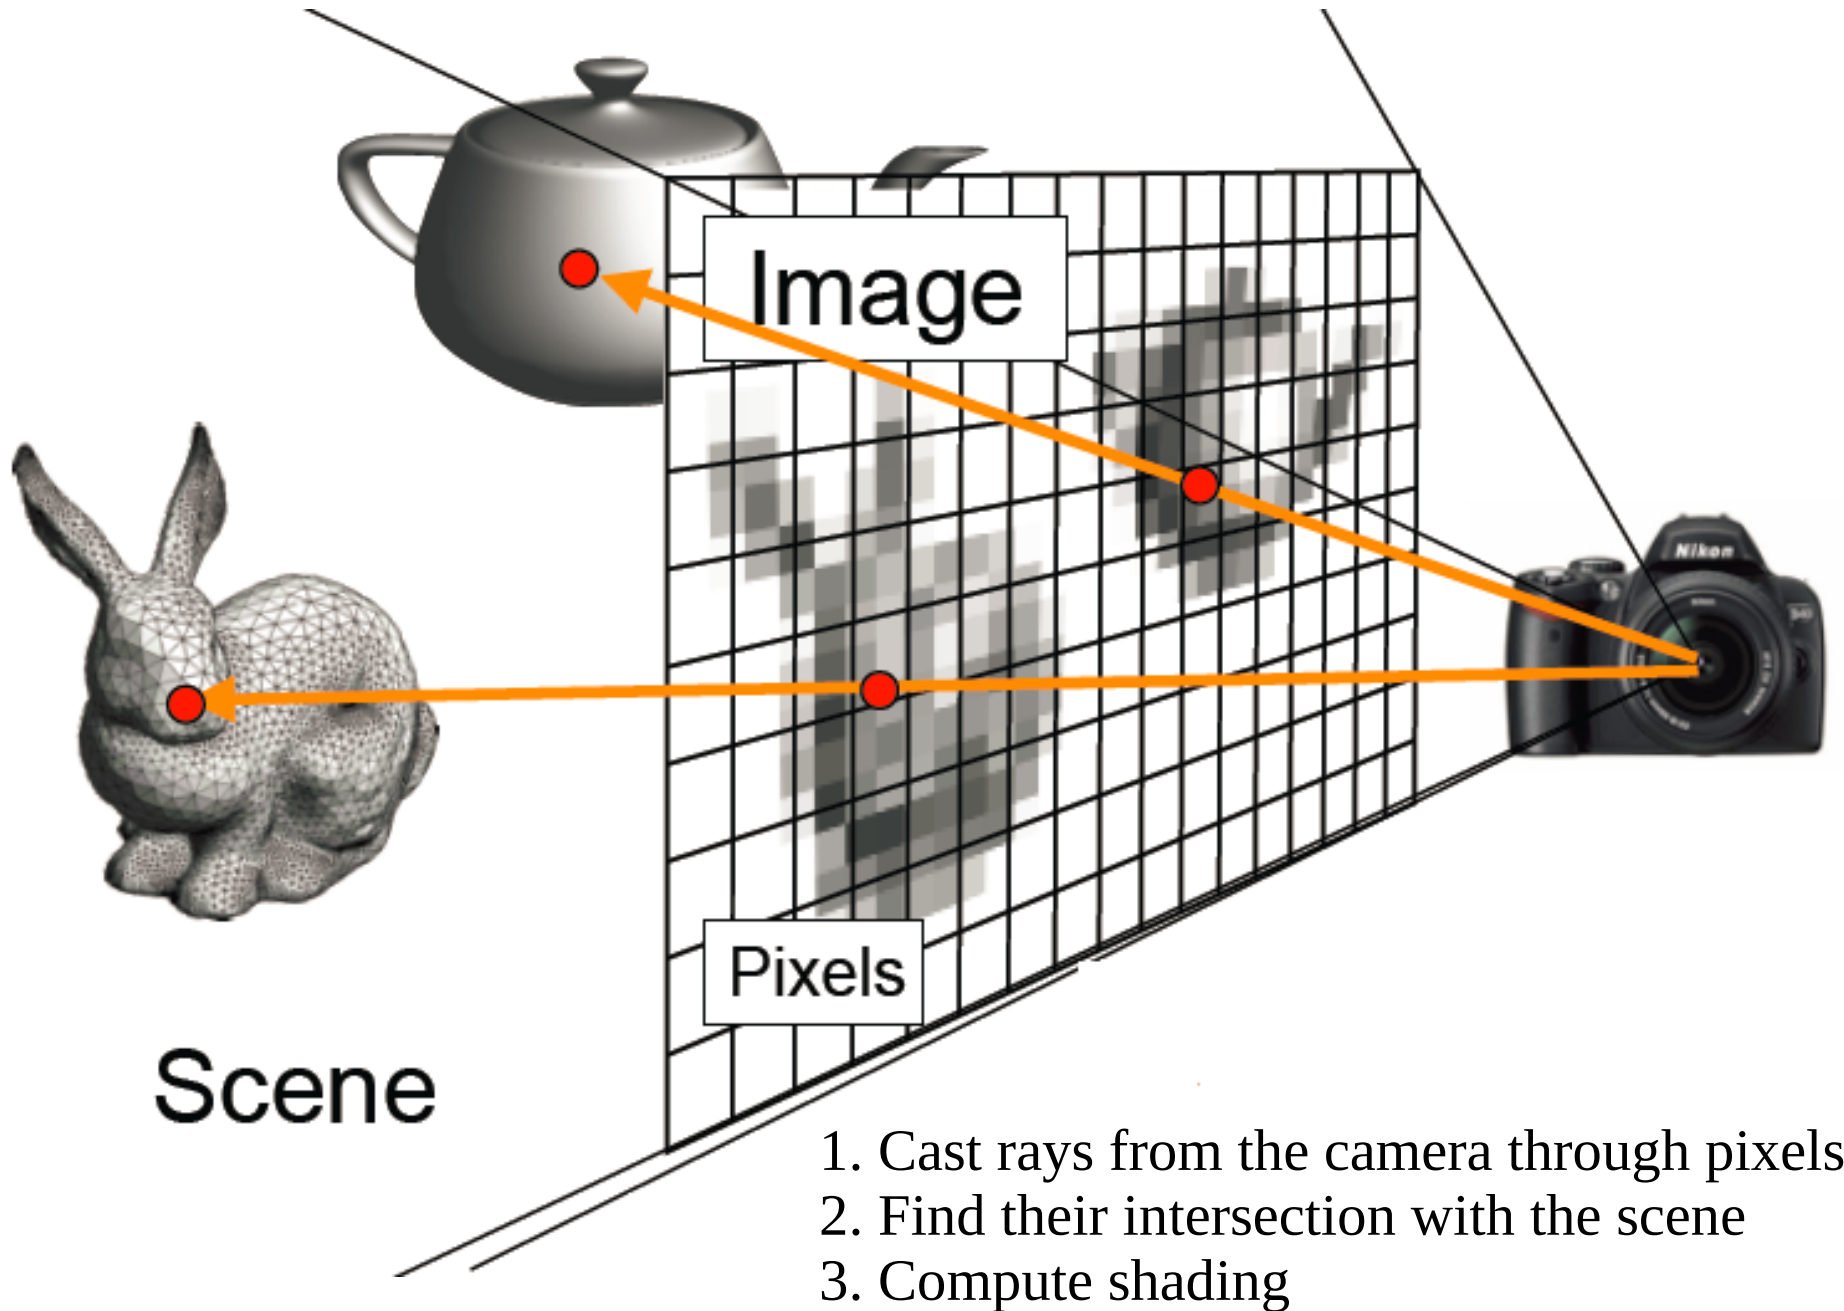 Image
Nikon
Pixels
Scene
1. Cast rays from the camera through pixels
2. Find their intersection with the scene
3. Compute shading